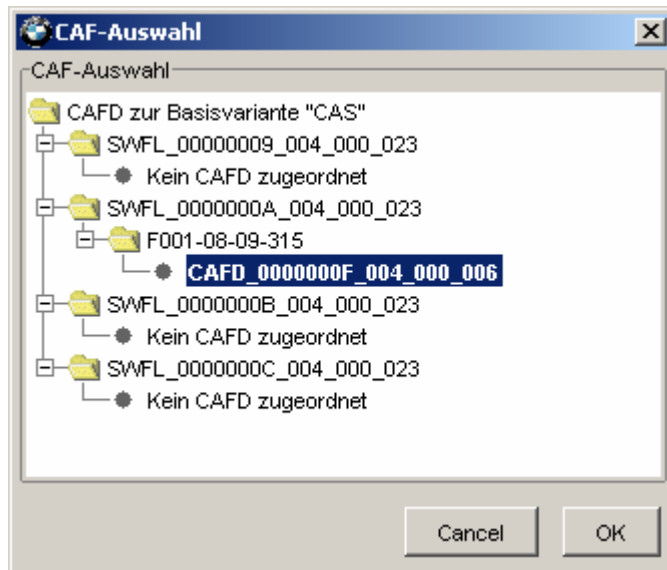 CAF-Auswahl
CAF-Auswahl
CAFD zur Basisvariante "CAS"
SWFL_00000009_004_000_023
Kein CAFD zugeordnet
SWFL_0000000A_004_000_023
F001-08-09-315
CAFD_0000000F_004_000_006
SWFL_0000000B_004_000_023
Kein CAFD zugeordnet
SWFL_0000000C_004_000_023
Kein CAFD zugeordnet
Cancel OK